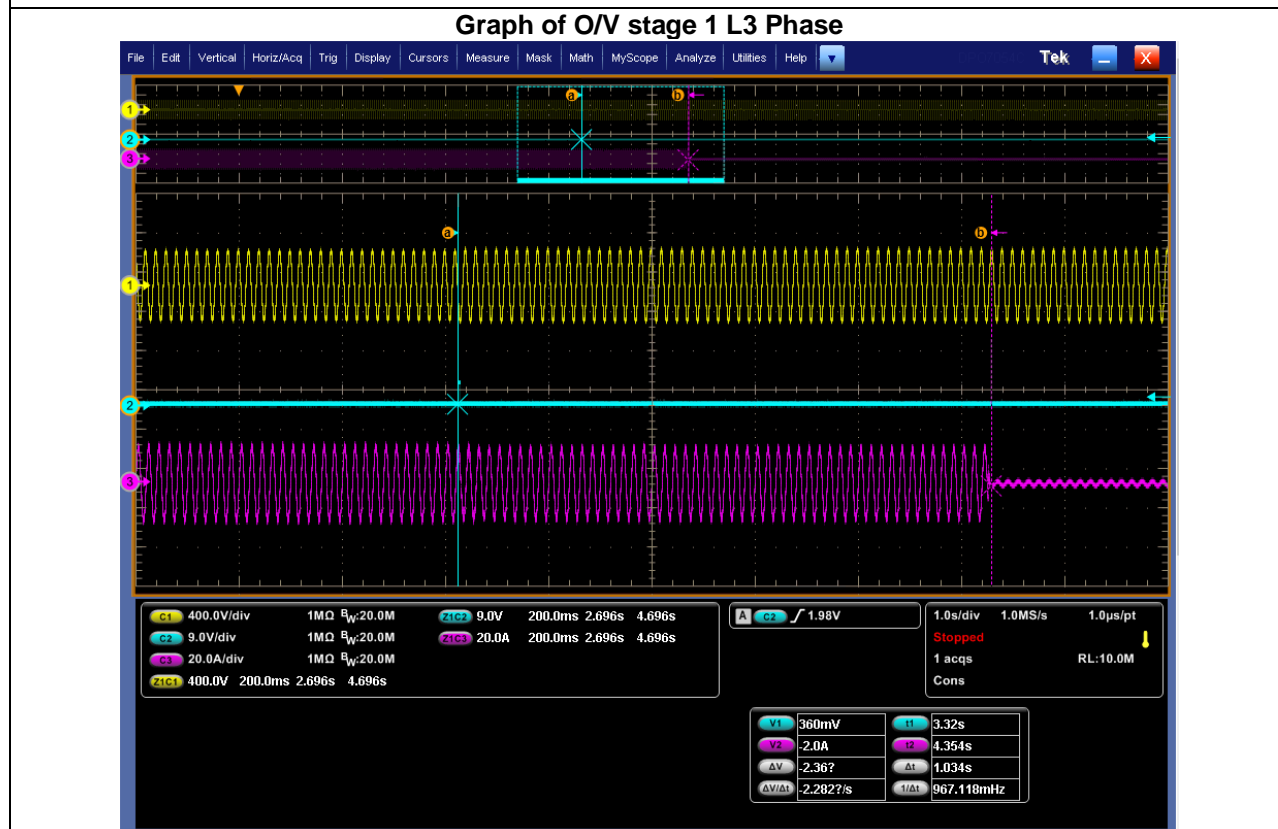 Graph of O/V stage 1 L3 Phase
File Edit Vertical Horiz/Acq Trig Display Cursors Measure Mask Math MyScope Analyze Utilities Help Tek X
a b
1
2
3
a b
1
2
3
C1 400.0V/div 1MΩ BW:20.0M Z1C2 9.0V 200.0ms 2.696s 4.696s
C2 9.0V/div 1MΩ BW:20.0M Z1C3 20.0A 200.0ms 2.696s 4.696s
C3 20.0A/div 1MΩ BW:20.0M
Z1C1 400.0V 200.0ms 2.696s 4.696s
A C2 1.98V
1.0s/div 1.0MS/s 1.0µs/pt
Stopped
1 acqs RL:10.0M
Cons
V1 360mV t1 3.32s
V2 -2.0A t2 4.354s
ΔV -2.36? Δt 1.034s
ΔV/Δt -2.282?/s 1/Δt 967.118mHz